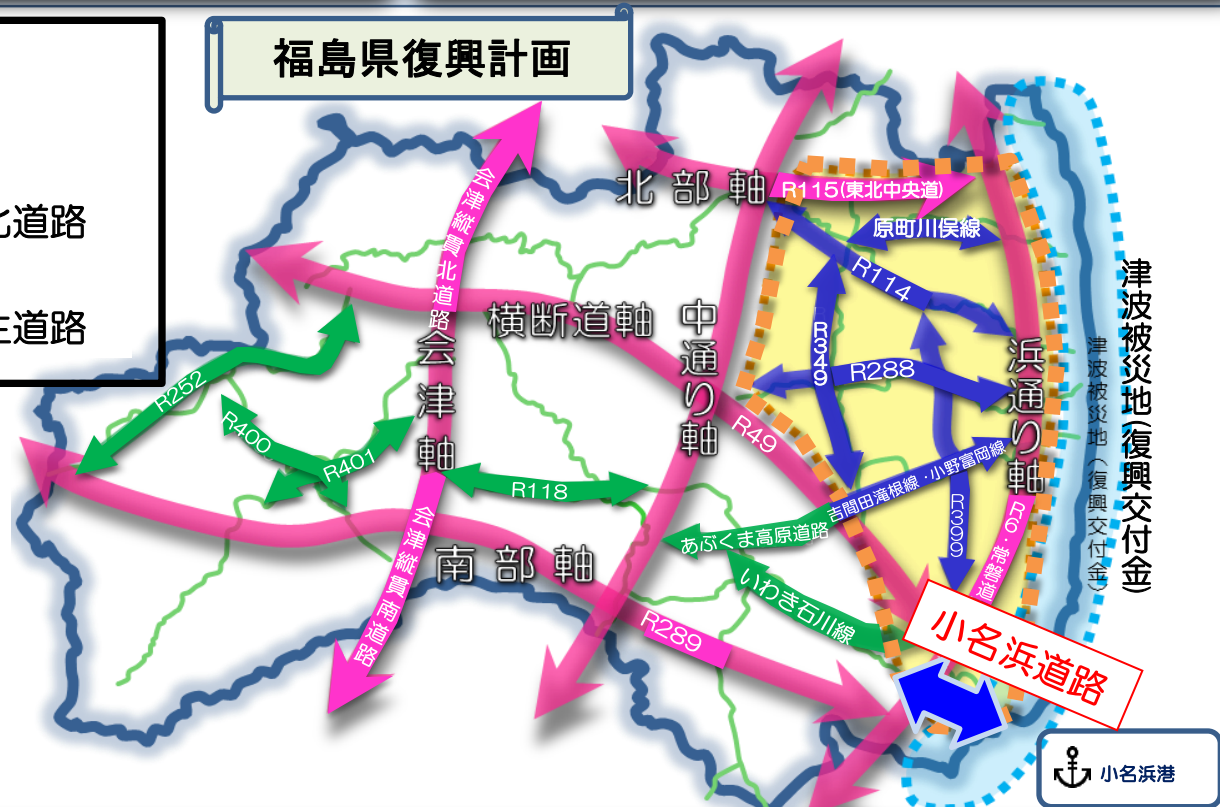 福島県復興計画
道路
道路
北部軸
R115(東北中央道)
原町川俣線
R114
会津縦貫北道路
横断道軸
中通り軸
R349
R288
浜通り軸
津波被災地(復興交付金)
津波被災地(復興交付金)
会津軸
R252
R400
R401
R49
R118
吉間田滝根線・小野富岡線
あぶくま高原道路
R399
R6・常磐道
いわき石川線
会津縦貫南道路
南部軸
R289
小名浜道路
小名浜港